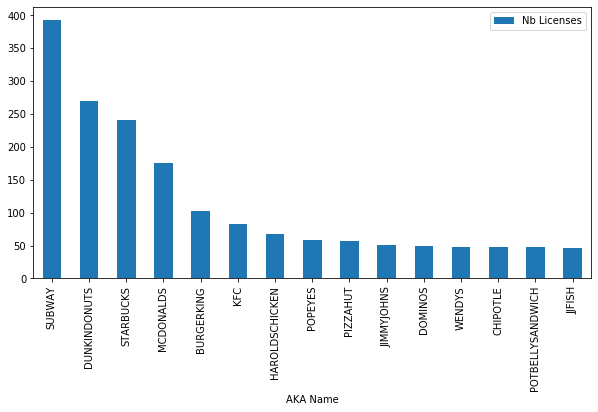 400
350
300
250
200
150
100
50
0
Nb Licenses
SUBWAY
DUNKINDONUTS
STARBUCKS
MCDONALDS
BURGERKING
KFC
HAROLDSCHICKEN
POPEYES
PIZZAHUT
JIMMYJOHNS
DOMINOS
WENDYS
CHIPOTLE
POTBELLYSANDWICH
JJFISH
AKA Name